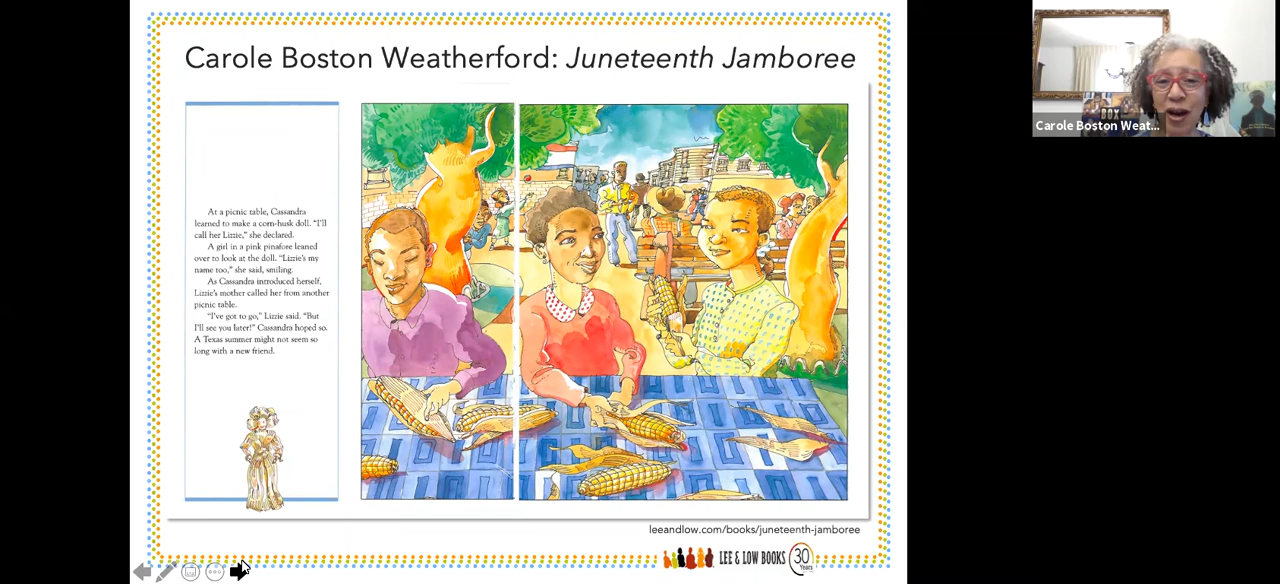 Carole Boston Weatherford: Juneteenth Jamboree
At a picnic table, Cassandra
learned to make a corn-husk doll. "I'll
call her Lizzie," she declared.
A girl in a pink pinafore leaned
over to look at the doll. "Lizzie's my
name too," she said, smiling.
As Cassandra introduced herself,
Lizzie's mother called her from another
picnic table.
"I've got to go," Lizzie said. "But
I'll see you later!" Cassandra hoped so.
A Texas summer might not seem so
long with a new friend.
leeandlow.com/books/juneteenth-jamboree
LEE & LOW BOOKS
30
Years
BOX
Carole Boston Weat...